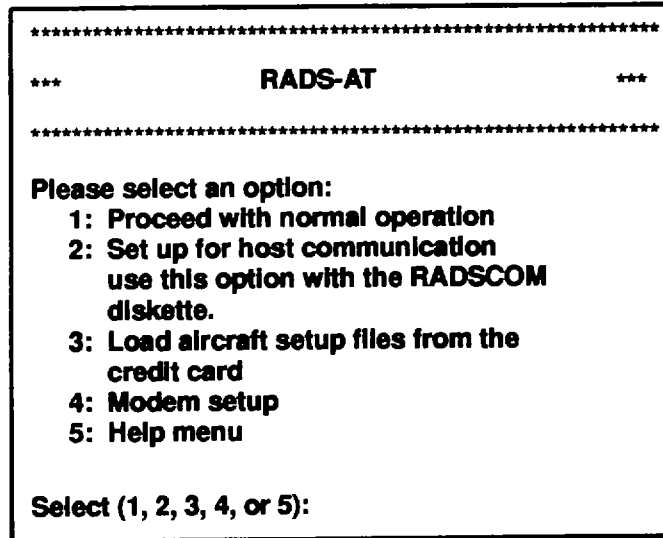 ************************************************************
*** RADS-AT ***
************************************************************
Please select an option:
1: Proceed with normal operation
2: Set up for host communication
use this option with the RADSCOM
diskette.
3: Load aircraft setup files from the
credit card
4: Modem setup
5: Help menu
Select (1, 2, 3, 4, or 5):